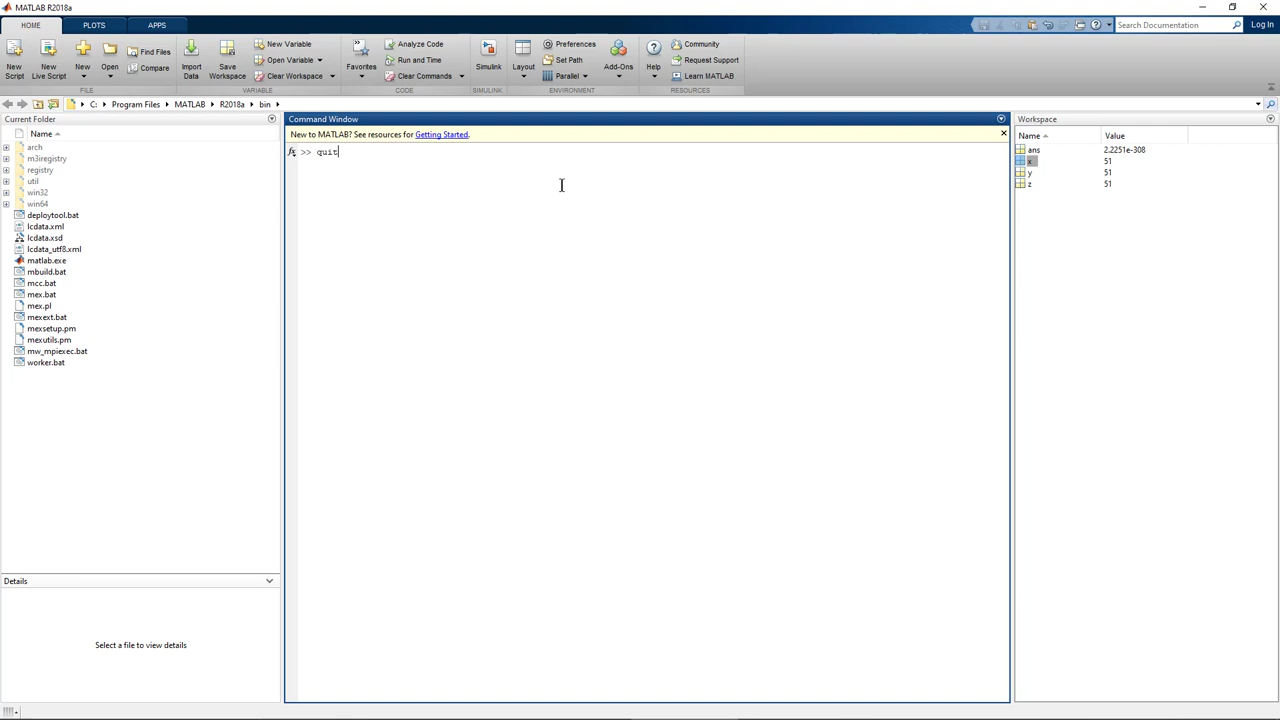 MATLAB R2018a
HOME PLOTS APPS
Search Documentation
Log In
New Script
New Live Script
New
Open
Find Files
Compare
Import Data
Save Workspace
New Variable
Open Variable
Clear Workspace
Favorites
Analyze Code
Run and Time
Clear Commands
Simulink
Layout
Preferences
Set Path
Parallel
Add-Ons
Help
Community
Request Support
Learn MATLAB
FILE VARIABLE CODE SIMULINK ENVIRONMENT RESOURCES
C: Program Files MATLAB R2018a bin
Current Folder
Name
arch
m3iregistry
registry
util
win32
win64
deploytool.bat
lcdata.xml
lcdata.xsd
lcdata_utf8.xml
matlab.exe
mbuild.bat
mcc.bat
mex.bat
mex.pl
mexext.bat
mexsetup.pm
mexutils.pm
mw_mpiexec.bat
worker.bat
Details
Select a file to view details
Command Window
New to MATLAB? See resources for Getting Started.
fx >> quit
Workspace
Name Value
ans 2.2251e-308
x 51
y 51
z 51